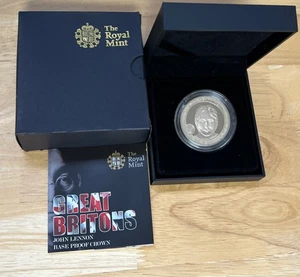 The
Royal
Mint
The
Royal
Mint
GREAT
BRITONS
JOHN LENNON
BASE PROOF CROWN